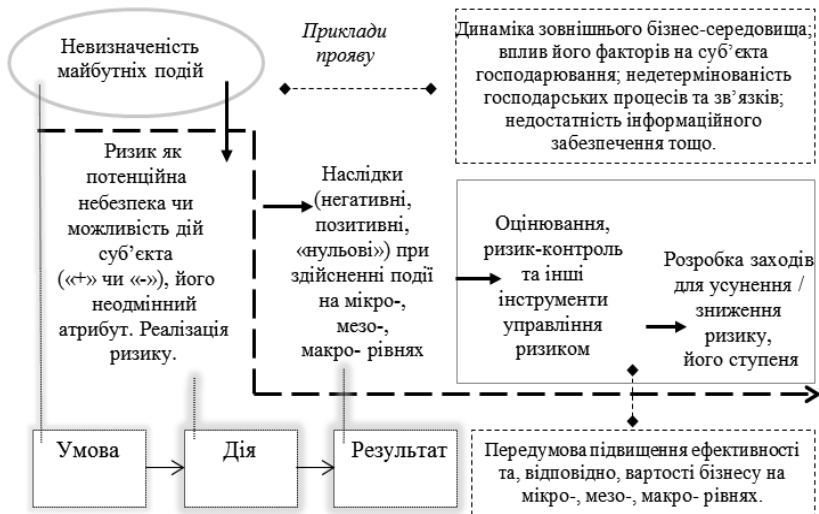 Невизначеність
майбутніх подій
Приклади
прояву
Динаміка зовнішнього бізнес-середовища;
вплив його факторів на суб’єкта
господарювання; недетермінованість
господарських процесів та зв’язків;
недостатність інформаційного
забезпечення тощо.
Ризик як
потенційна
небезпека чи
можливість дій
суб’єкта
(«+» чи «-»), його
неодмінний
атрибут. Реалізація
ризику.
Наслідки
(негативні,
позитивні,
«нульові») при
здійсненні події
на мікро-,
мезо-,
макро- рівнях
Оцінювання,
ризик-контроль
та інші
інструменти
управління
ризиком
Розробка заходів
для усунення /
зниження
ризику,
його ступеня
Умова
Дія
Результат
Передумова підвищення ефективності
та, відповідно, вартості бізнесу на
мікро-, мезо-, макро- рівнях.